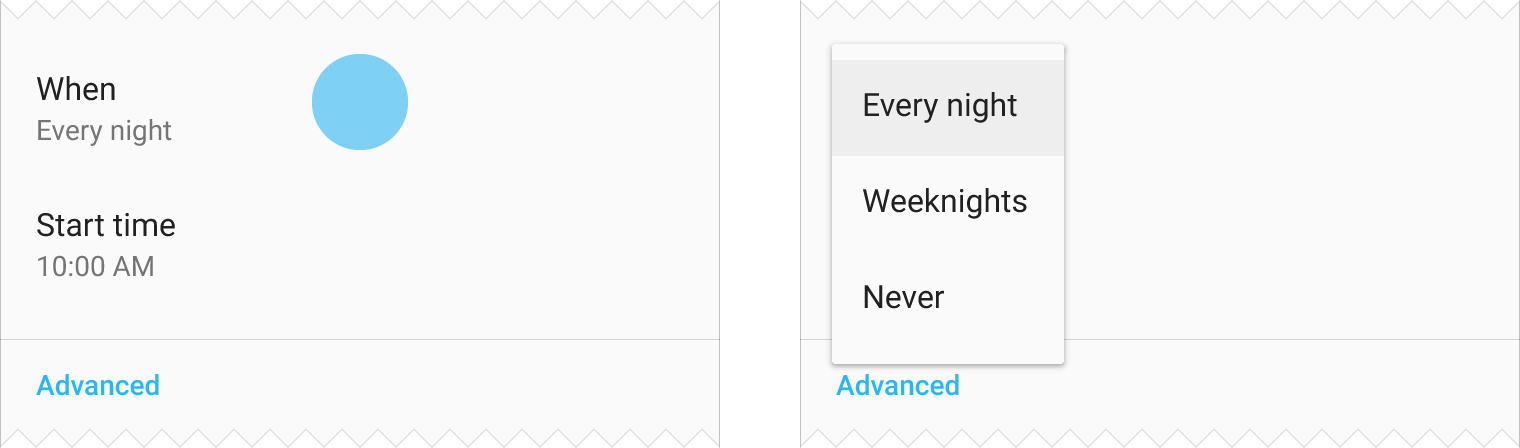 When
Every night
Start time
10:00 AM
Advanced
Every night
Weeknights
Never
Advanced